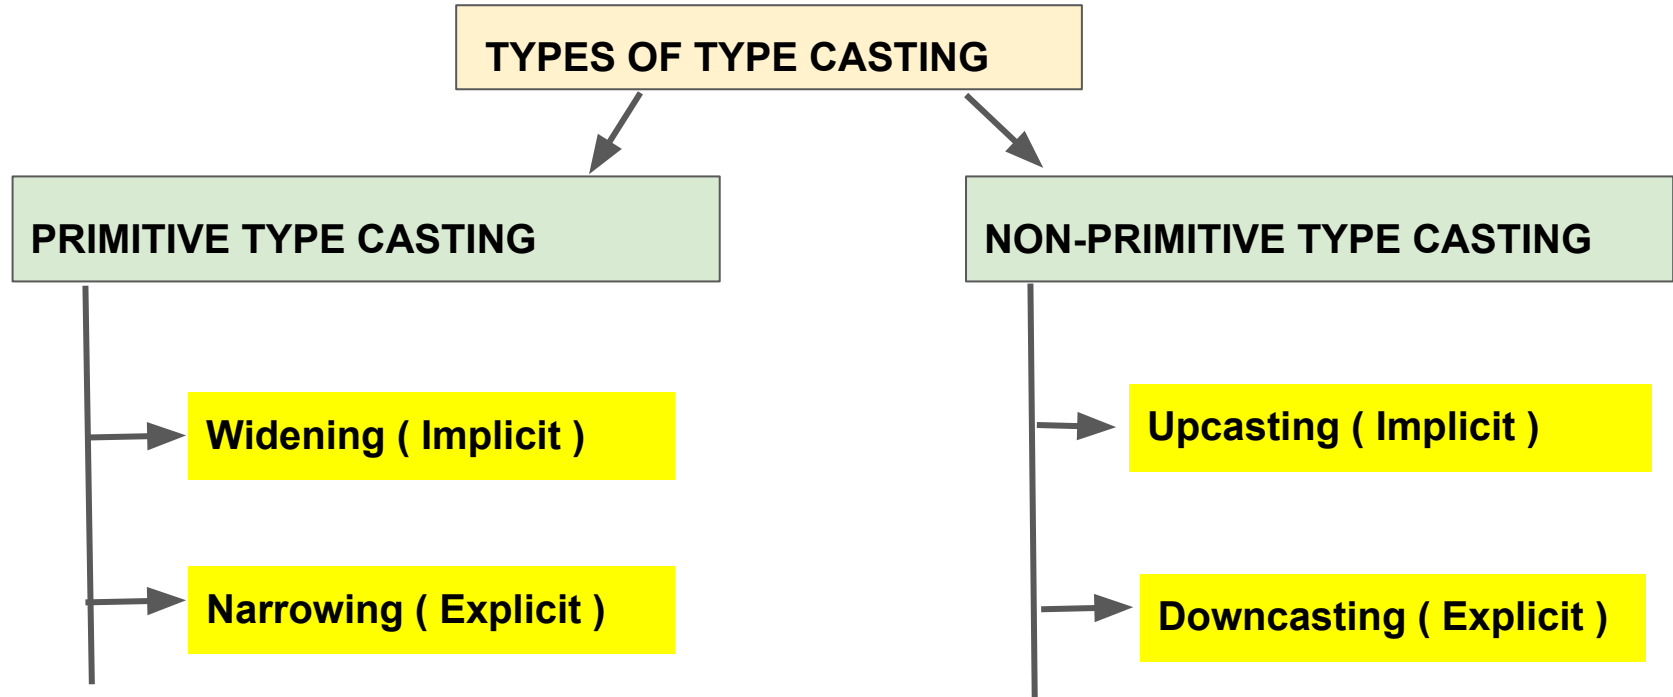 TYPES OF TYPE CASTING
PRIMITIVE TYPE CASTING
NON-PRIMITIVE TYPE CASTING
Widening ( Implicit )
Upcasting ( Implicit )
Narrowing ( Explicit )
Downcasting ( Explicit )